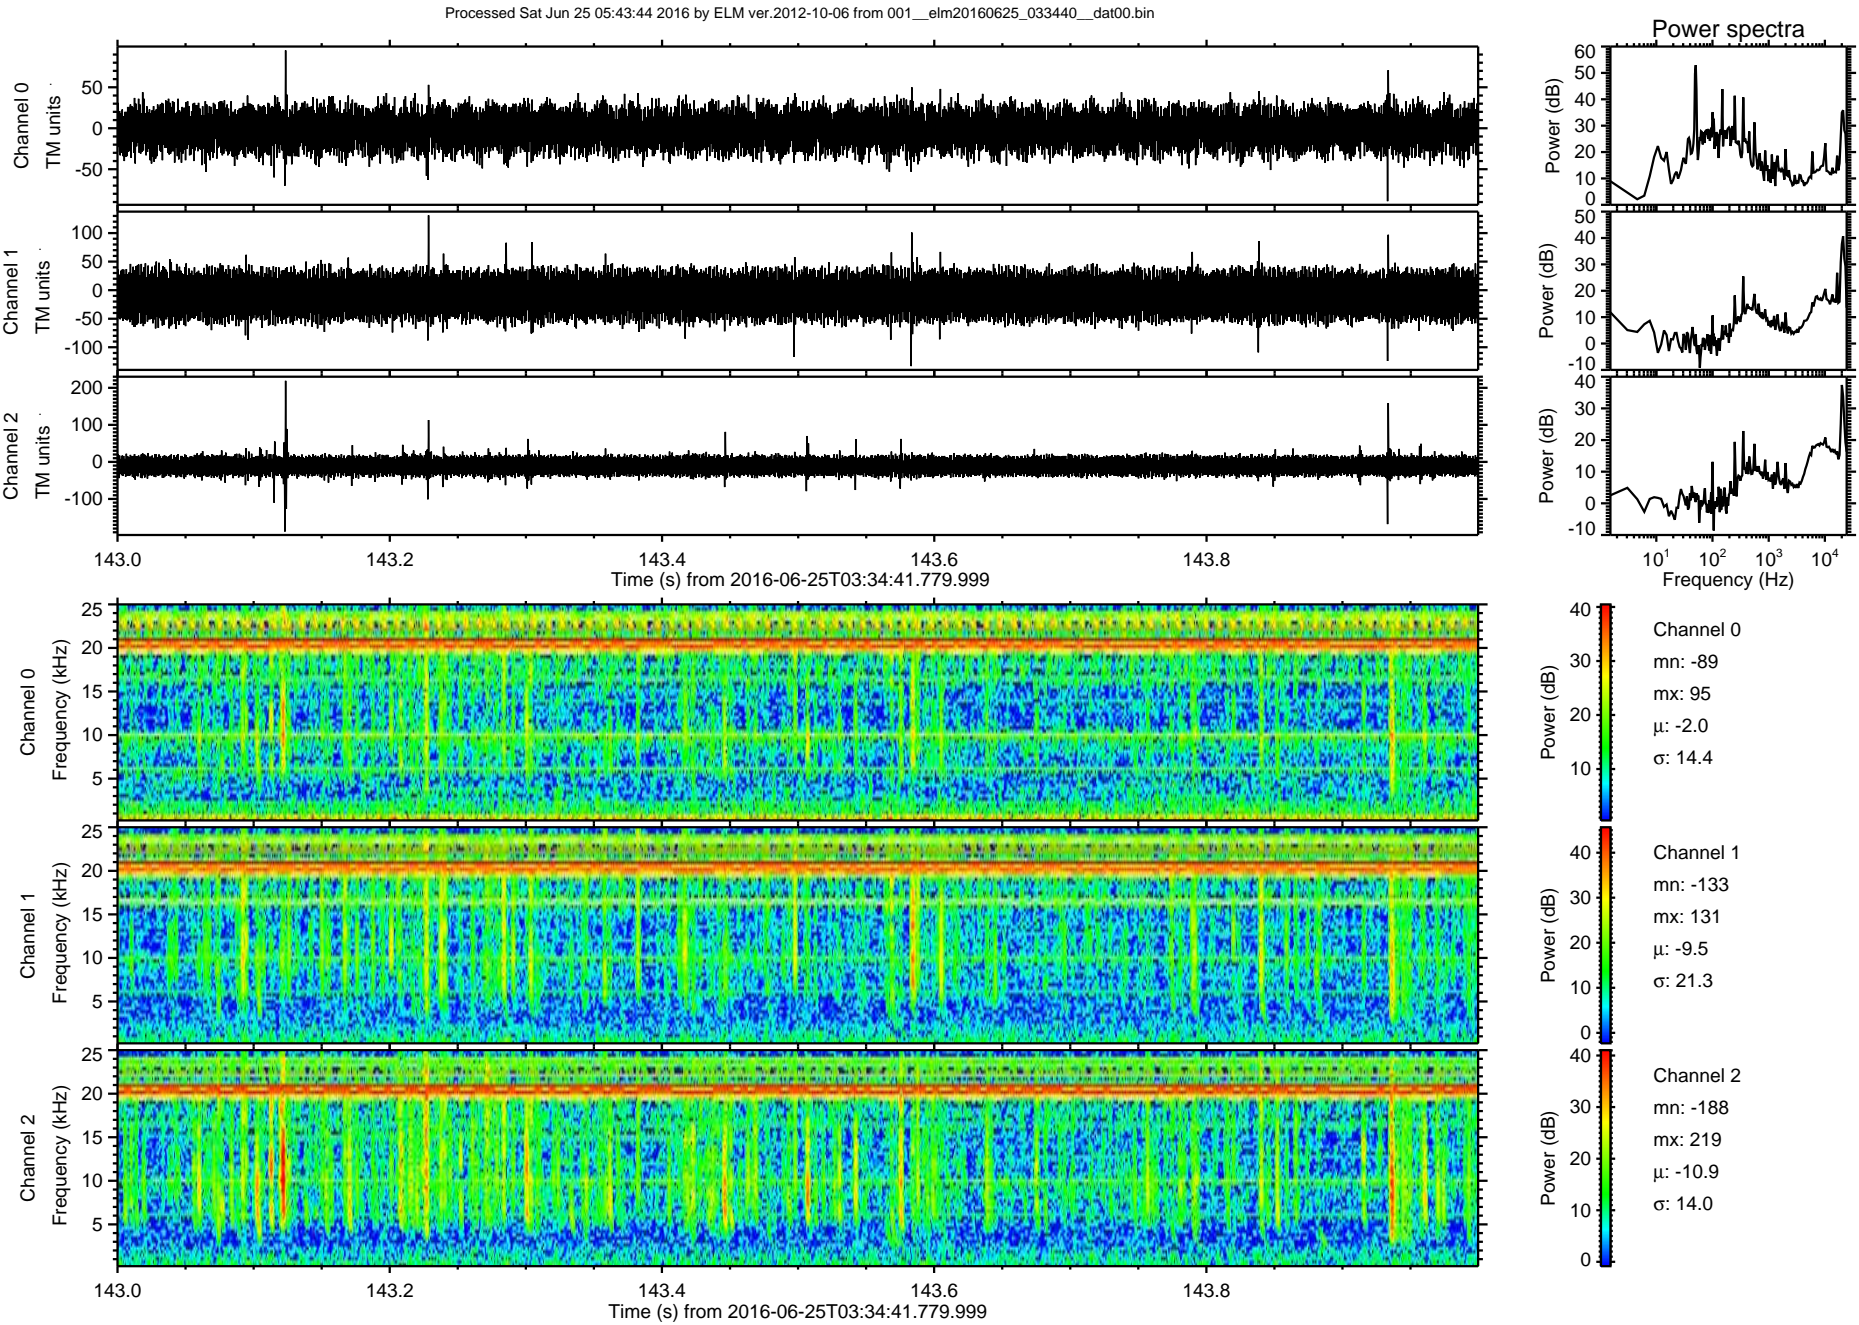 Processed Sat Jun 25 05:43:44 2016 by ELM ver.2012-10-06 from 001__elm20160625_033440__dat00.bin
Power spectra
Channel 0
TM units
50
0
-50
Power (dB)
60
50
40
30
20
10
0
Channel 1
TM units
100
50
0
-50
-100
Power (dB)
50
40
30
20
10
0
-10
Channel 2
TM units
200
100
0
-100
Power (dB)
40
30
20
10
0
-10
143.0 143.2 143.4 143.6 143.8
Time (s) from 2016-06-25T03:34:41.779.999
10^1 10^2 10^3 10^4
Frequency (Hz)
Channel 0
Frequency (kHz)
25
20
15
10
5
Power (dB)
40
30
20
10
Channel 0
mn: -89
mx: 95
μ: -2.0
σ: 14.4
Channel 1
Frequency (kHz)
25
20
15
10
5
Power (dB)
40
30
20
10
0
Channel 1
mn: -133
mx: 131
μ: -9.5
σ: 21.3
Channel 2
Frequency (kHz)
25
20
15
10
5
Power (dB)
40
30
20
10
0
Channel 2
mn: -188
mx: 219
μ: -10.9
σ: 14.0
143.0 143.2 143.4 143.6 143.8
Time (s) from 2016-06-25T03:34:41.779.999